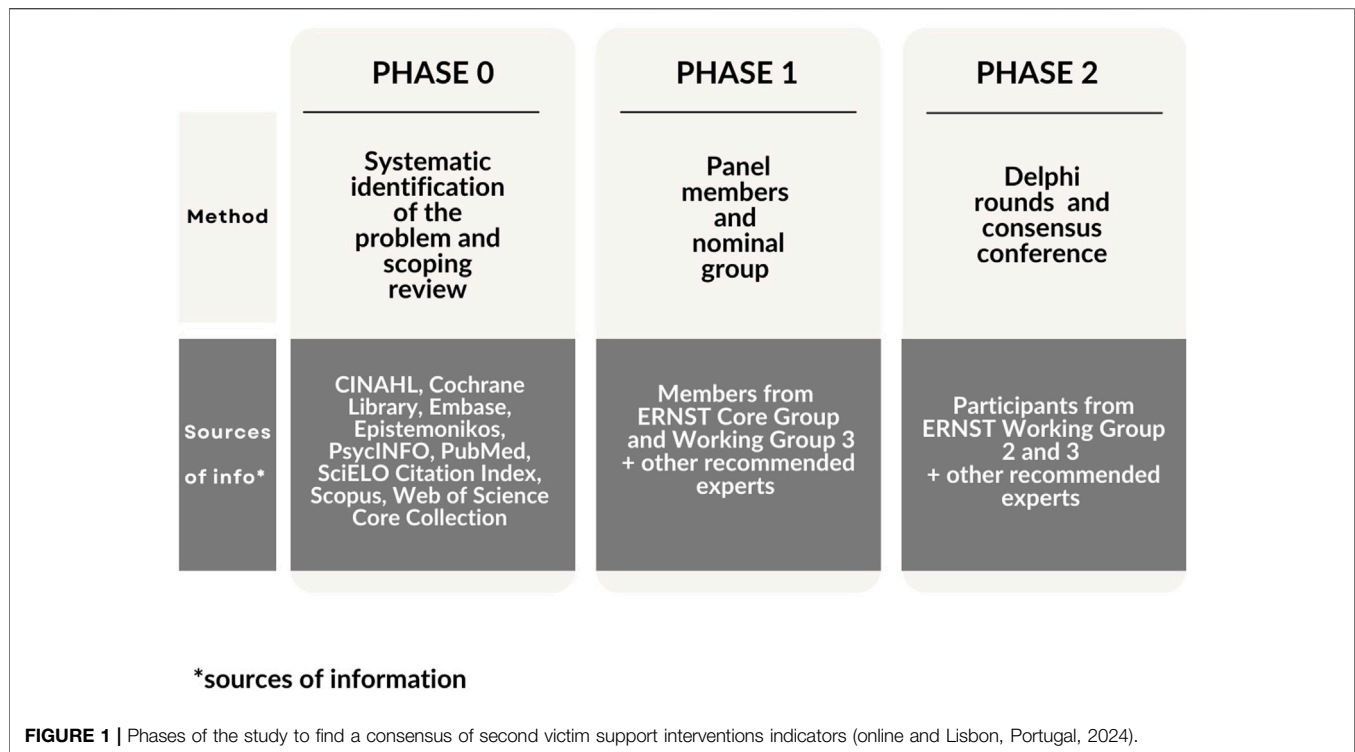 PHASE 0
PHASE 1
PHASE 2
Method
Systematic
identification
of the
problem and
scoping
review
Panel
members
and
nominal
group
Delphi
rounds and
consensus
conference
Sources
of info*
CINAHL, Cochrane
Library, Embase,
Epistemonikos,
PsycINFO, PubMed,
SciELO Citation Index,
Scopus, Web of Science
Core Collection
Members from
ERNST Core Group
and Working Group 3
+ other recommended
experts
Participants from
ERNST Working Group
2 and 3
+ other recommended
experts
*sources of information
FIGURE 1 | Phases of the study to find a consensus of second victim support interventions indicators (online and Lisbon, Portugal, 2024).